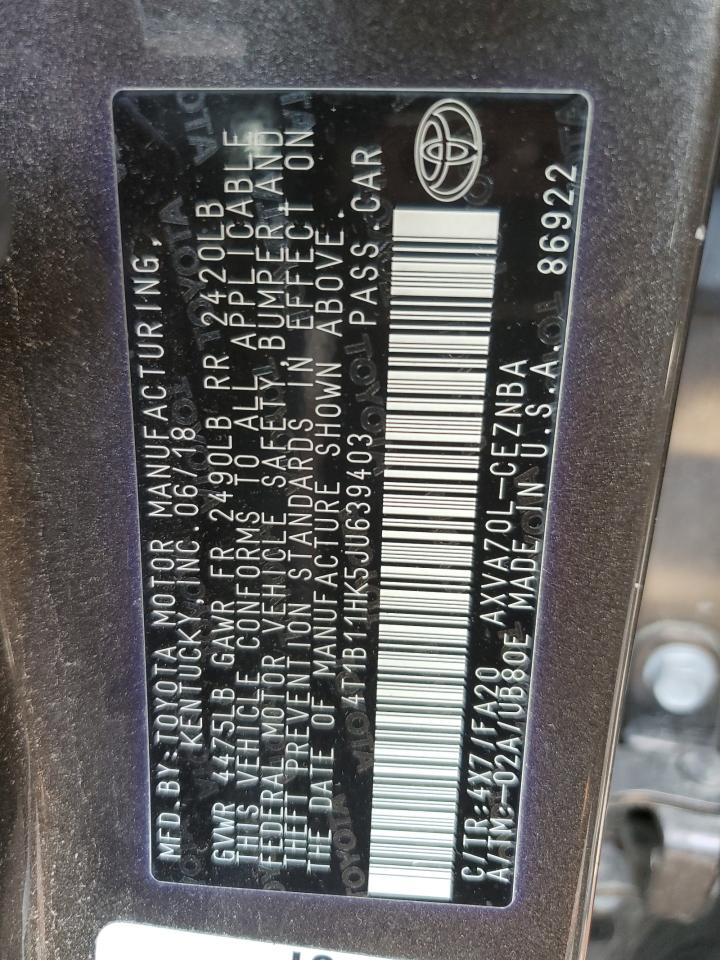 MFD.BY:TOYOTA MOTOR MANUFACTURING,
KENTUCKY,INC.06/18
GVWR 4475LB GAWR FR 2490LB RR 2420LB
THIS VEHICLE CONFORMS TO ALL APPLICABLE
FEDERAL MOTOR VEHICLE SAFETY,BUMPER,AND
THEFT PREVENTION STANDARDS IN EFFECT ON
THE DATE OF MANUFACTURE SHOWN ABOVE.
4T1B11HK5JU639403 PASS.CAR
C/TR:4X7/FA20 AXVA70L-CEZNBA
A/TM:-02A/UB80E MADE IN U.S.A. 86922